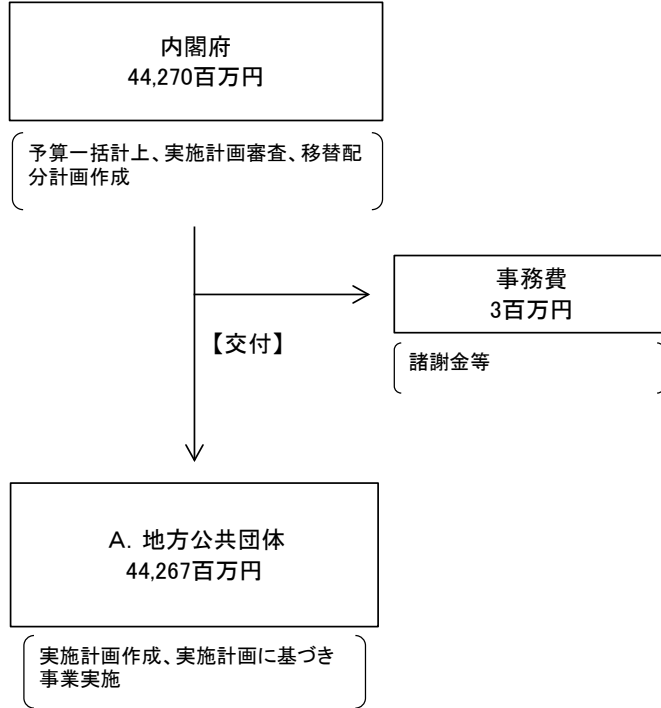 内閣府
44,270百万円
予算一括計上、実施計画審査、移替配
分計画作成
事務費
3百万円
【交付】
諸謝金等
A. 地方公共団体
44,267百万円
実施計画作成、実施計画に基づき
事業実施